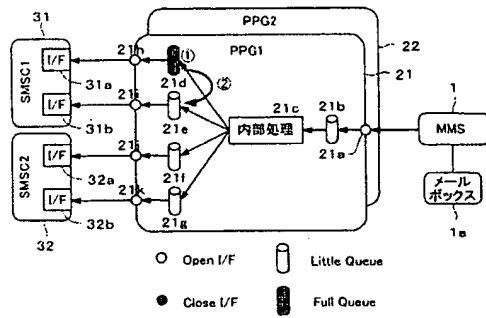 PPG2
31
PPG1
22
21h
①
21
I/F
21d
②
SMSC1
31a
21i
21c
21b
1
I/F
21e
内部処理
MMS
31b
21j
21a
I/F
21f
SMSC2
32a
21k
メール
ボックス
I/F
21g
1a
32b
32
Open I/F
Little Queue
Close I/F
Full Queue